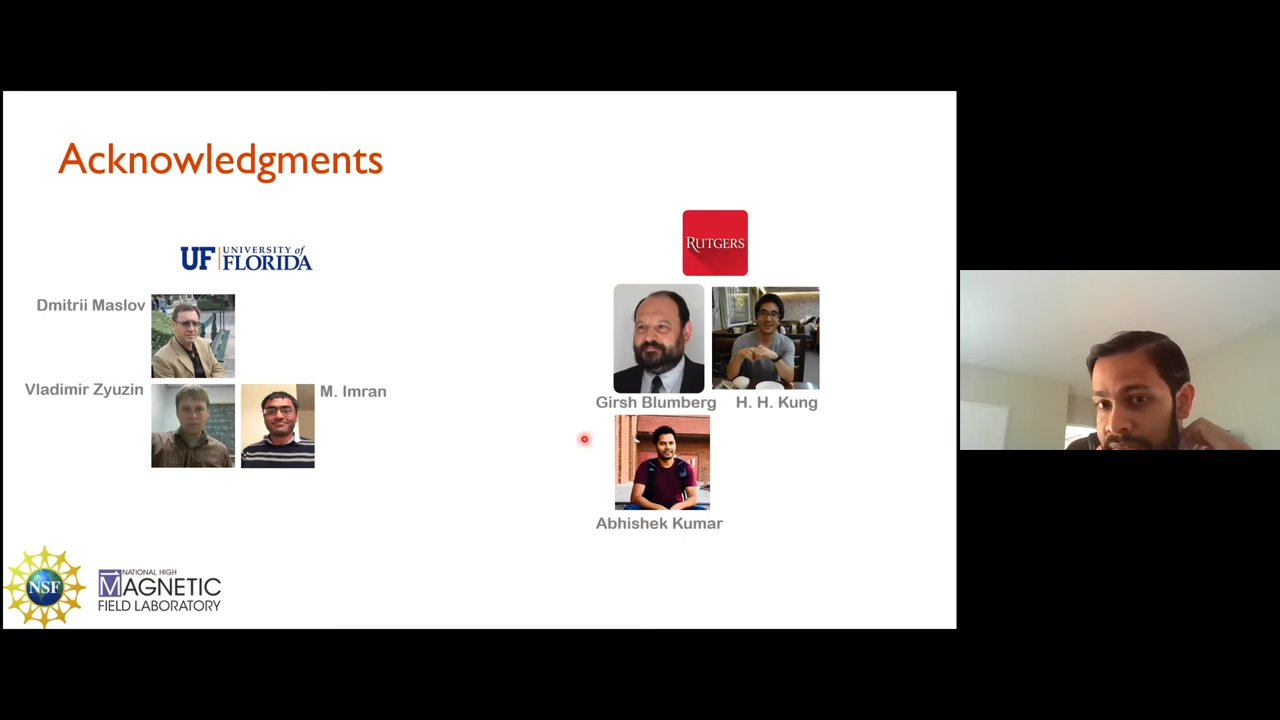 Acknowledgments
UF UNIVERSITY of
FLORIDA
RUTGERS
Dmitrii Maslov
Vladimir Zyuzin
M. Imran
Girsh Blumberg
H. H. Kung
Abhishek Kumar
NSF
NATIONAL HIGH
MAGNETIC
FIELD LABORATORY